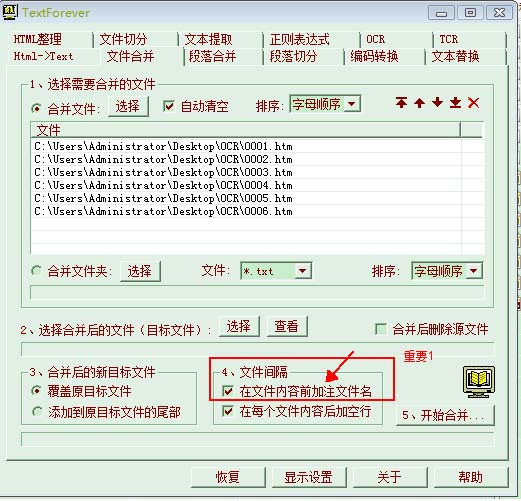 TextForever
HTML整理 文件切分 文本提取 正则表达式 OCR TCR
Html->Text 文件合并 段落合并 段落切分 编码转换 文本替换
1、选择需要合并的文件
合并文件: 选择 自动清空 排序: 字母顺序
文件
C:\Users\Administrator\Desktop\OCR\0001.htm
C:\Users\Administrator\Desktop\OCR\0002.htm
C:\Users\Administrator\Desktop\OCR\0003.htm
C:\Users\Administrator\Desktop\OCR\0004.htm
C:\Users\Administrator\Desktop\OCR\0005.htm
C:\Users\Administrator\Desktop\OCR\0006.htm
合并文件夹: 选择 文件: *.txt 排序: 字母顺序
2、选择合并后的文件（目标文件）: 选择 查看 合并后删除源文件
重要1
3、合并后的新目标文件 4、文件间隔
覆盖原目标文件 在文件内容前加注文件名
添加到原目标文件的尾部 在每个文件内容后加空行 5、开始合并...
恢复 显示设置 关于 帮助